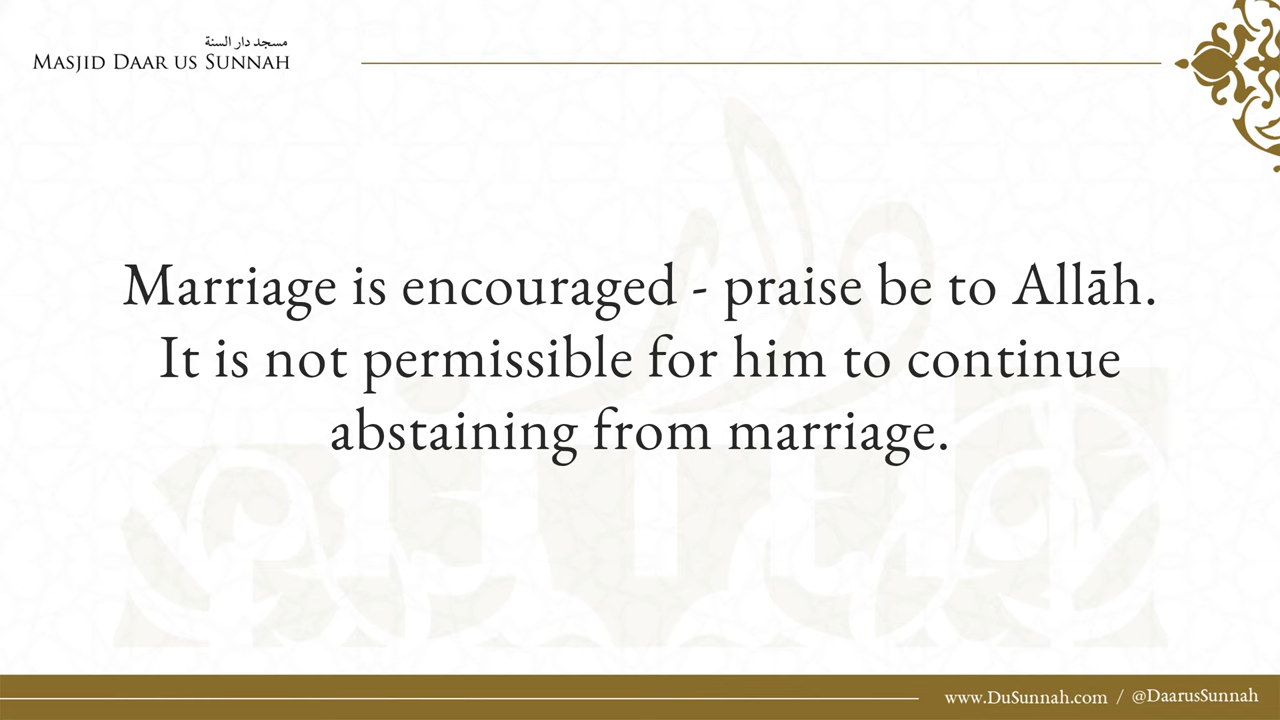 مسجد دار السنة
MASJID DAAR US SUNNAH
Marriage is encouraged - praise be to Allāh.
It is not permissible for him to continue
abstaining from marriage.
www.DuSunnah.com / @DaarusSunnah